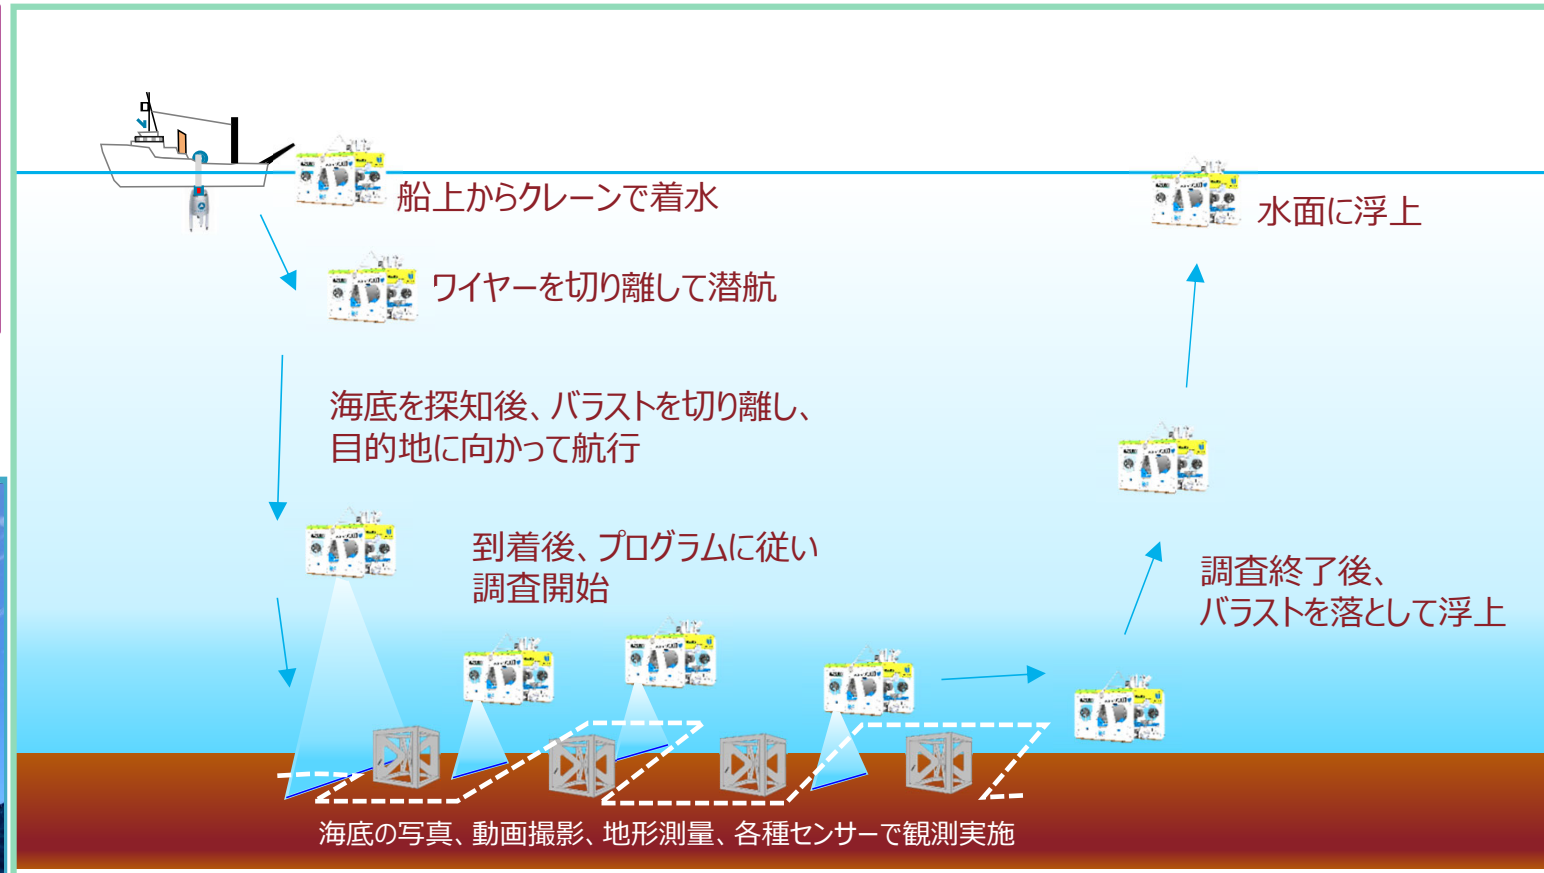 船上からクレーンで着水
水面に浮上
ワイヤーを切り離して潜航
海底を探知後、バラストを切り離し、
目的地に向かって航行
到着後、プログラムに従い
調査開始
調査終了後、
バラストを落として浮上
海底の写真、動画撮影、地形測量、各種センサーで観測実施